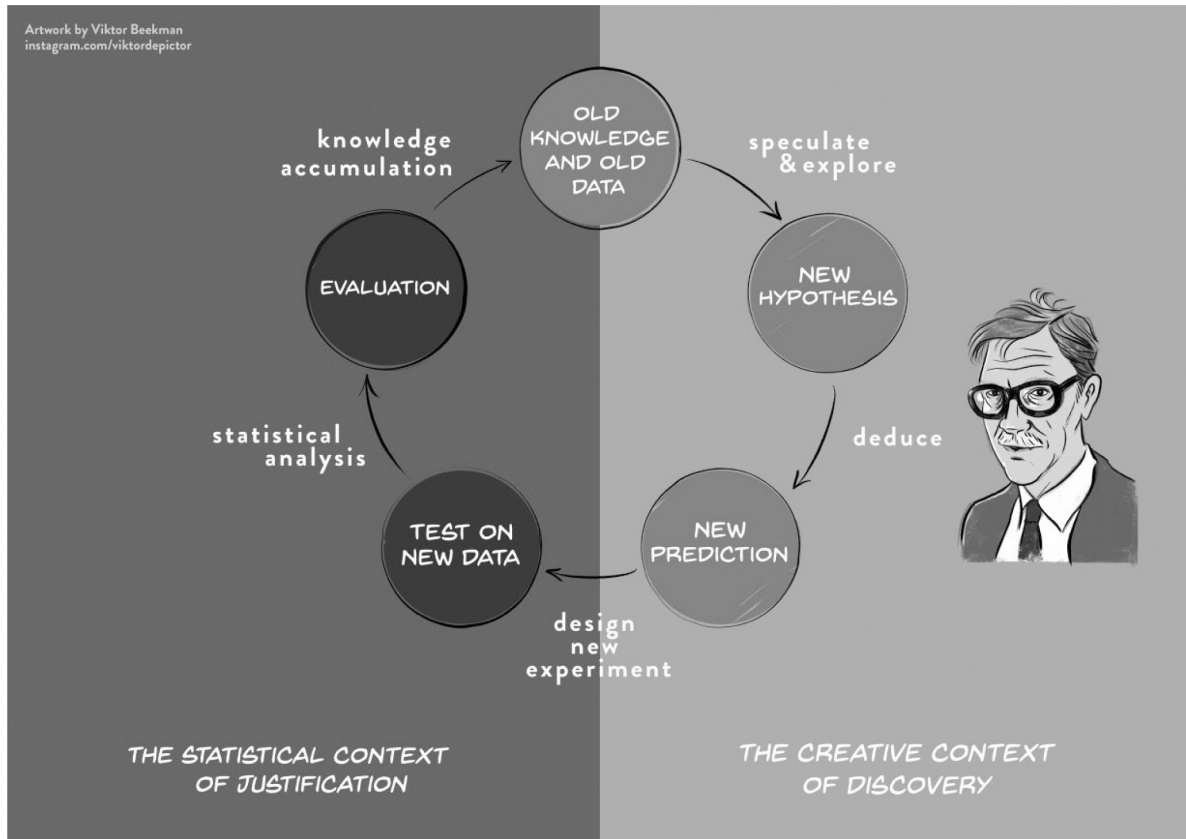 Artwork by Viktor Beekman
instagram.com/viktordepictor
OLD
KNOWLEDGE
AND OLD
DATA
speculate
& explore
NEW
HYPOTHESIS
deduce
NEW
PREDICTION
design
new
experiment
TEST ON
NEW DATA
statistical
analysis
EVALUATION
knowledge
accumulation
THE STATISTICAL CONTEXT
OF JUSTIFICATION
THE CREATIVE CONTEXT
OF DISCOVERY